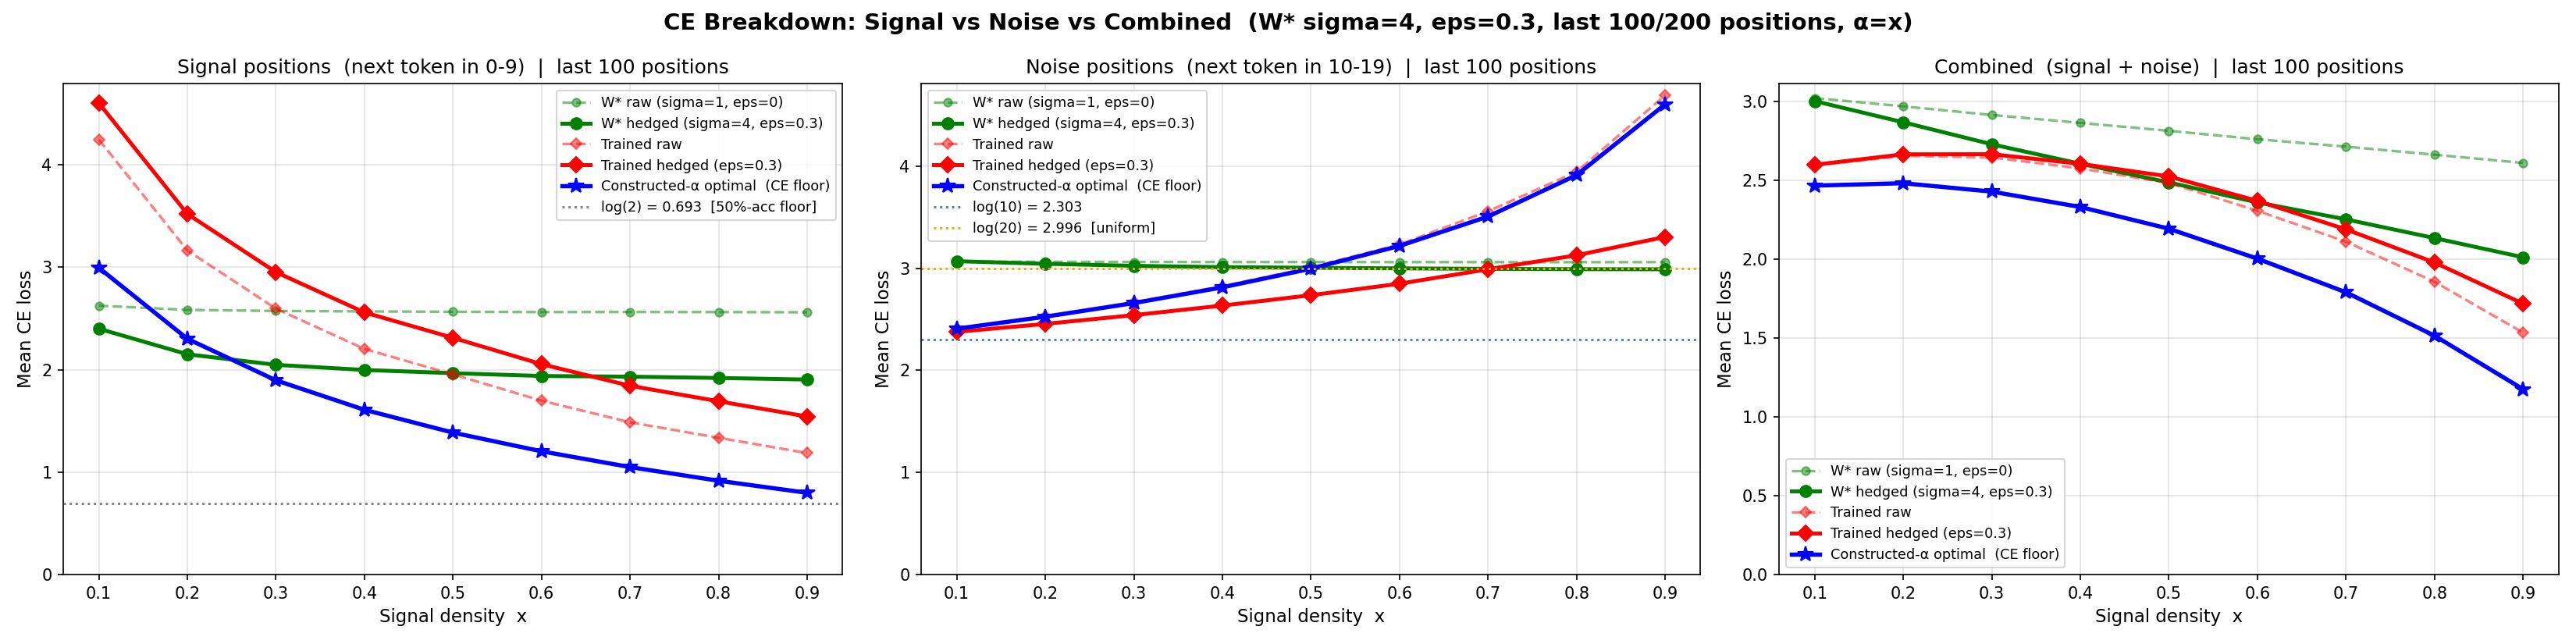 CE Breakdown: Signal vs Noise vs Combined (W* sigma=4, eps=0.3, last 100/200 positions, α=x)
Signal positions (next token in 0-9) | last 100 positions
Mean CE loss
4
3
2
1
0
W* raw (sigma=1, eps=0)
W* hedged (sigma=4, eps=0.3)
Trained raw
Trained hedged (eps=0.3)
Constructed-α optimal (CE floor)
log(2) = 0.693 [50%-acc floor]
0.1 0.2 0.3 0.4 0.5 0.6 0.7 0.8 0.9
Signal density x
Noise positions (next token in 10-19) | last 100 positions
Mean CE loss
4
3
2
1
0
W* raw (sigma=1, eps=0)
W* hedged (sigma=4, eps=0.3)
Trained raw
Trained hedged (eps=0.3)
Constructed-α optimal (CE floor)
log(10) = 2.303
log(20) = 2.996 [uniform]
0.1 0.2 0.3 0.4 0.5 0.6 0.7 0.8 0.9
Signal density x
Combined (signal + noise) | last 100 positions
Mean CE loss
3.0
2.5
2.0
1.5
1.0
0.5
0.0
W* raw (sigma=1, eps=0)
W* hedged (sigma=4, eps=0.3)
Trained raw
Trained hedged (eps=0.3)
Constructed-α optimal (CE floor)
0.1 0.2 0.3 0.4 0.5 0.6 0.7 0.8 0.9
Signal density x